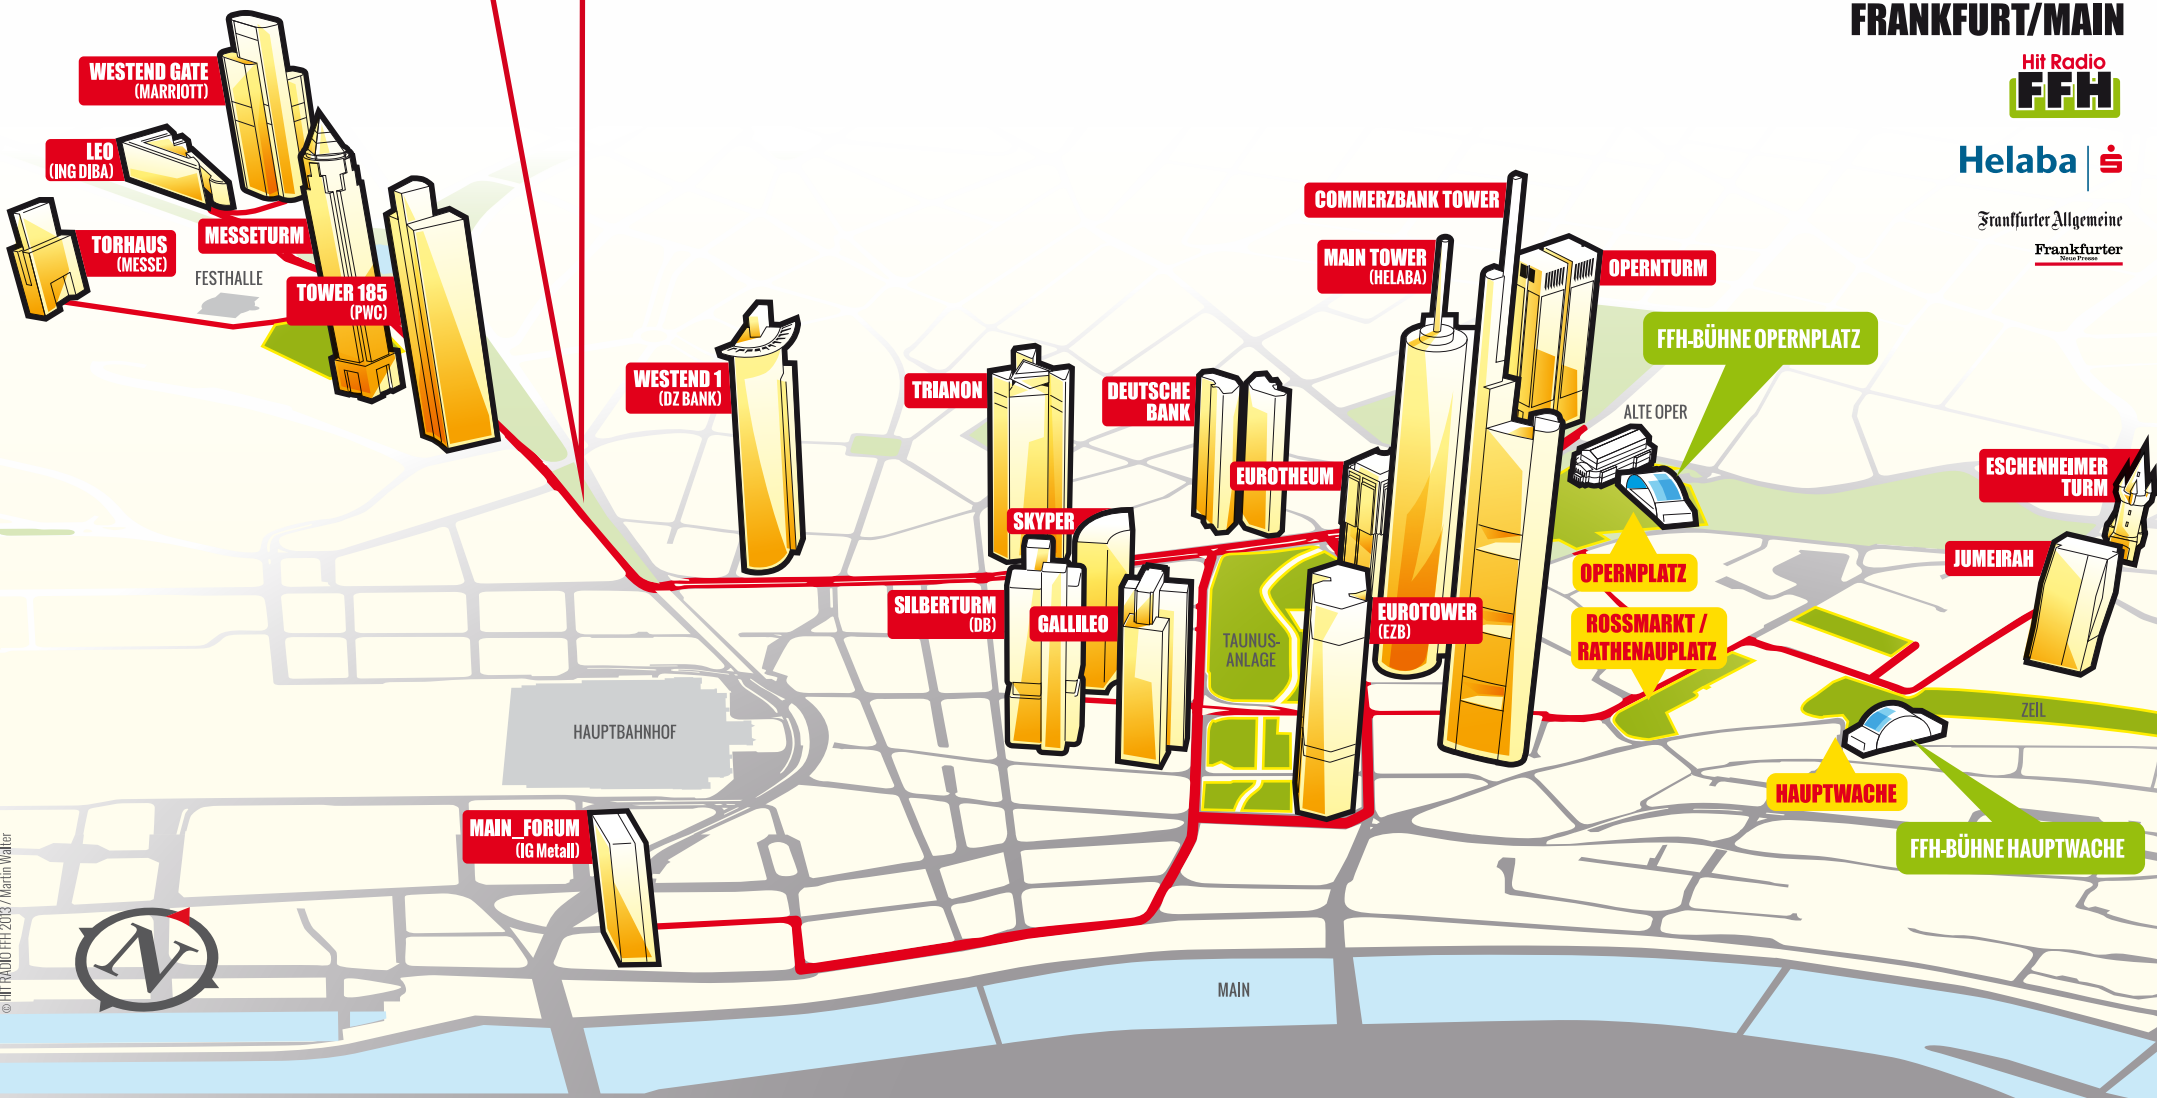 FRANKFURT/MAIN
Hit Radio
FFH
Helaba
Frankfurter Allgemeine
Frankfurter
Neue Presse
WESTEND GATE
(MARRIOTT)
LEO
(ING DIBA)
TORHAUS
(MESSE)
MESSETURM
FESTHALLE
TOWER 185
(PWC)
WESTEND 1
(DZ BANK)
TRIANON
DEUTSCHE
BANK
COMMERZBANK TOWER
MAIN TOWER
(HELABA)
OPERNTURM
FFH-BÜHNE OPERNPLATZ
ALTE OPER
EUROTHEUM
ESCHENHEIMER
TURM
SKYPER
JUMEIRAH
OPERNPLATZ
SILBERTURM
(DB)
GALLILEO
TAUNUS-
ANLAGE
EUROTOWER
(EZB)
ROSSMARKT /
RATHENAUPLATZ
ZEIL
HAUPTBAHNHOF
HAUPTWACHE
MAIN_FORUM
(IG Metall)
FFH-BÜHNE HAUPTWACHE
N
MAIN
© HIT RADIO FFH 2013 / Martin Walter